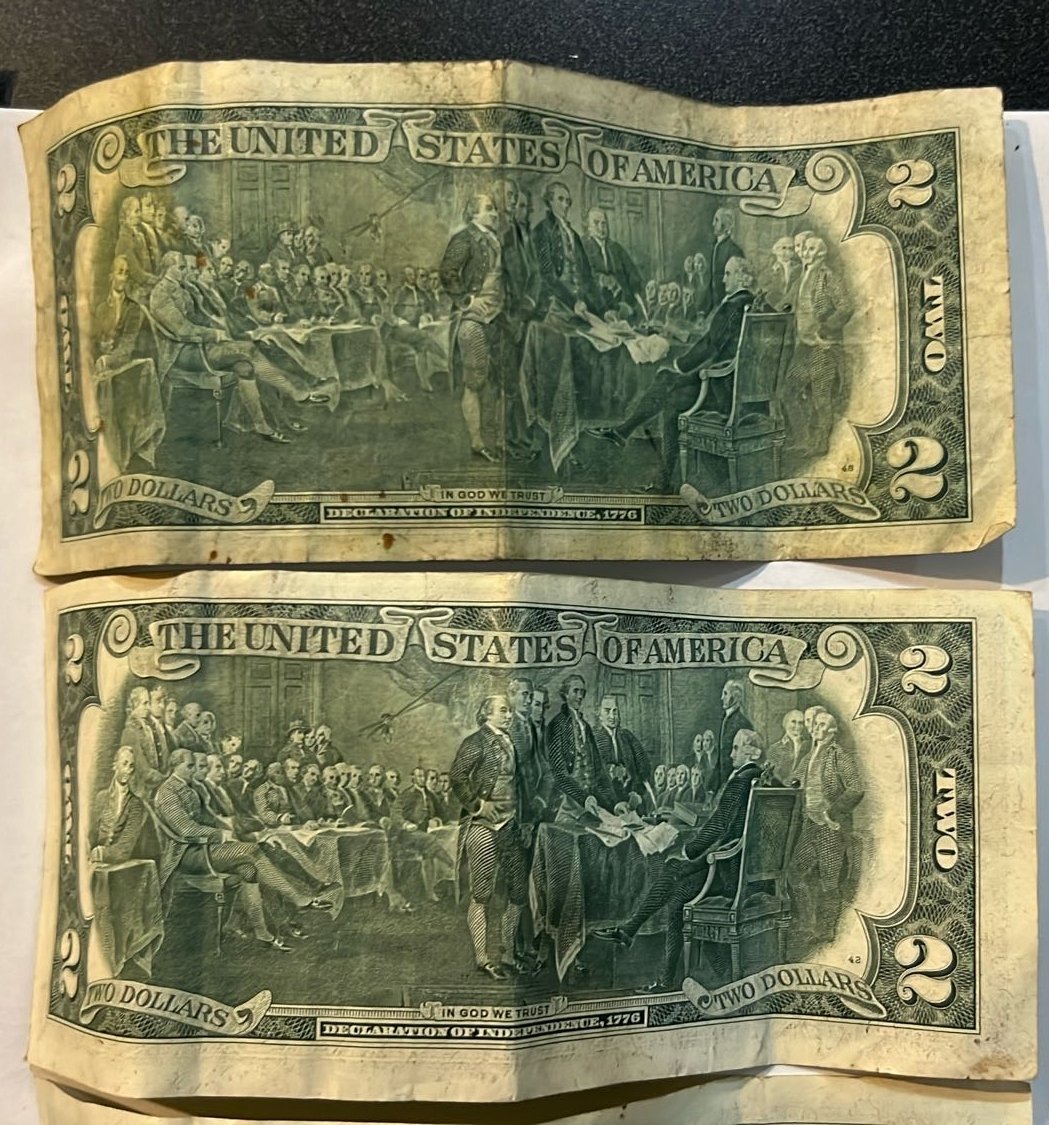 THE UNITED STATES OF AMERICA
2 2
TWO
2 2
48
TWO DOLLARS IN GOD WE TRUST TWO DOLLARS
DECLARATION OF INDEPENDENCE, 1776
THE UNITED STATES OF AMERICA
2 2
TWO
42
2 2
TWO DOLLARS IN GOD WE TRUST TWO DOLLARS
DECLARATION OF INDEPENDENCE, 1776